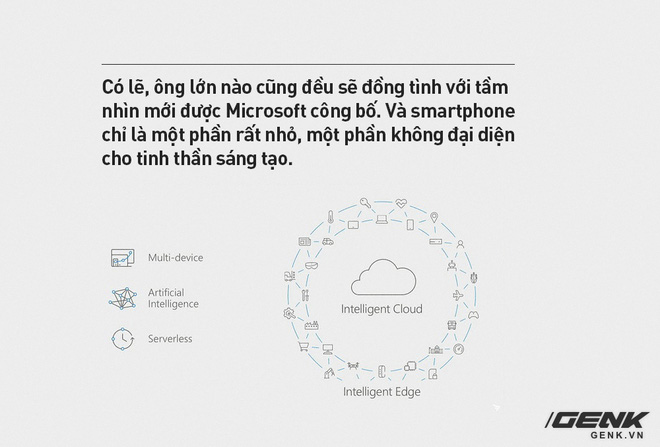 Có lẽ, ông lớn nào cũng đều sẽ đồng tình với tầm
nhìn mới được Microsoft công bố. Và smartphone
chỉ là một phần rất nhỏ, một phần không đại diện
cho tinh thần sáng tạo.
Multi-device
Artificial
Intelligence
Serverless
Intelligent Cloud
Intelligent Edge
GENK
GENK.VN